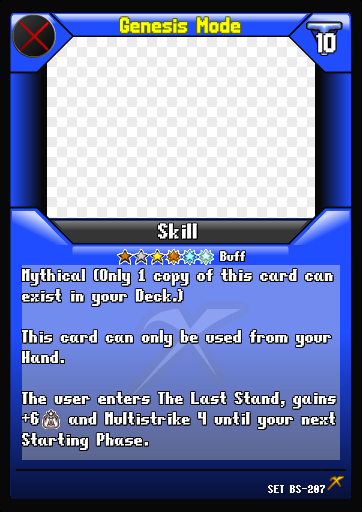 Genesis Mode
10
Skill
Buff
Mythical (Only 1 copy of this card can
exist in your Deck.)
This card can only be used from your
Hand.
The user enters The Last Stand, gains
+6 and Multistrike 4 until your next
Starting Phase.
SET BS-207